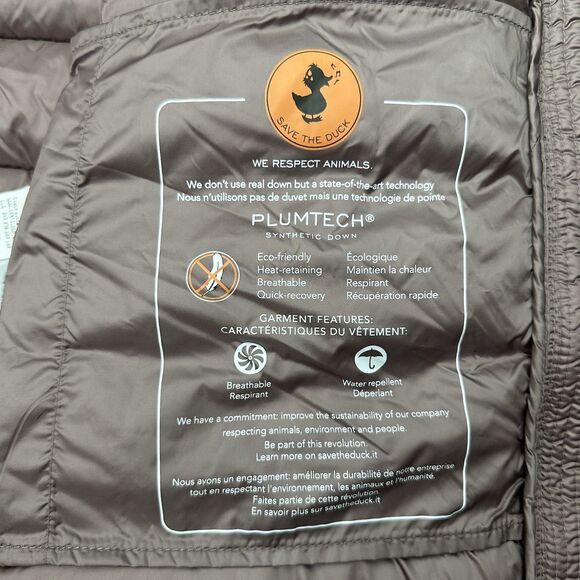 SAVE THE DUCK
WE RESPECT ANIMALS.
We don't use real down but a state-of-the-art technology
Nous n'utilisons pas de duvet mais une technologie de pointe
PLUMTECH®
SYNTHETIC DOWN
Eco-friendly Écologique
Heat-retaining Maintien la chaleur
Breathable Respirant
Quick-recovery Récupération rapide
GARMENT FEATURES:
CARACTÉRISTIQUES DU VÊTEMENT:
Breathable Water repellent
Respirant Déperlant
We have a commitment: improve the sustainability of our company
respecting animals, environment and people.
Be part of this revolution.
Learn more on savetheduck.it
Nous avons un engagement: améliorer la durabilité de notre entreprise
tout en respectant l'environnement, les animaux et l'humanité.
Faites partie de cette révolution.
En savoir plus sur savetheduck.it